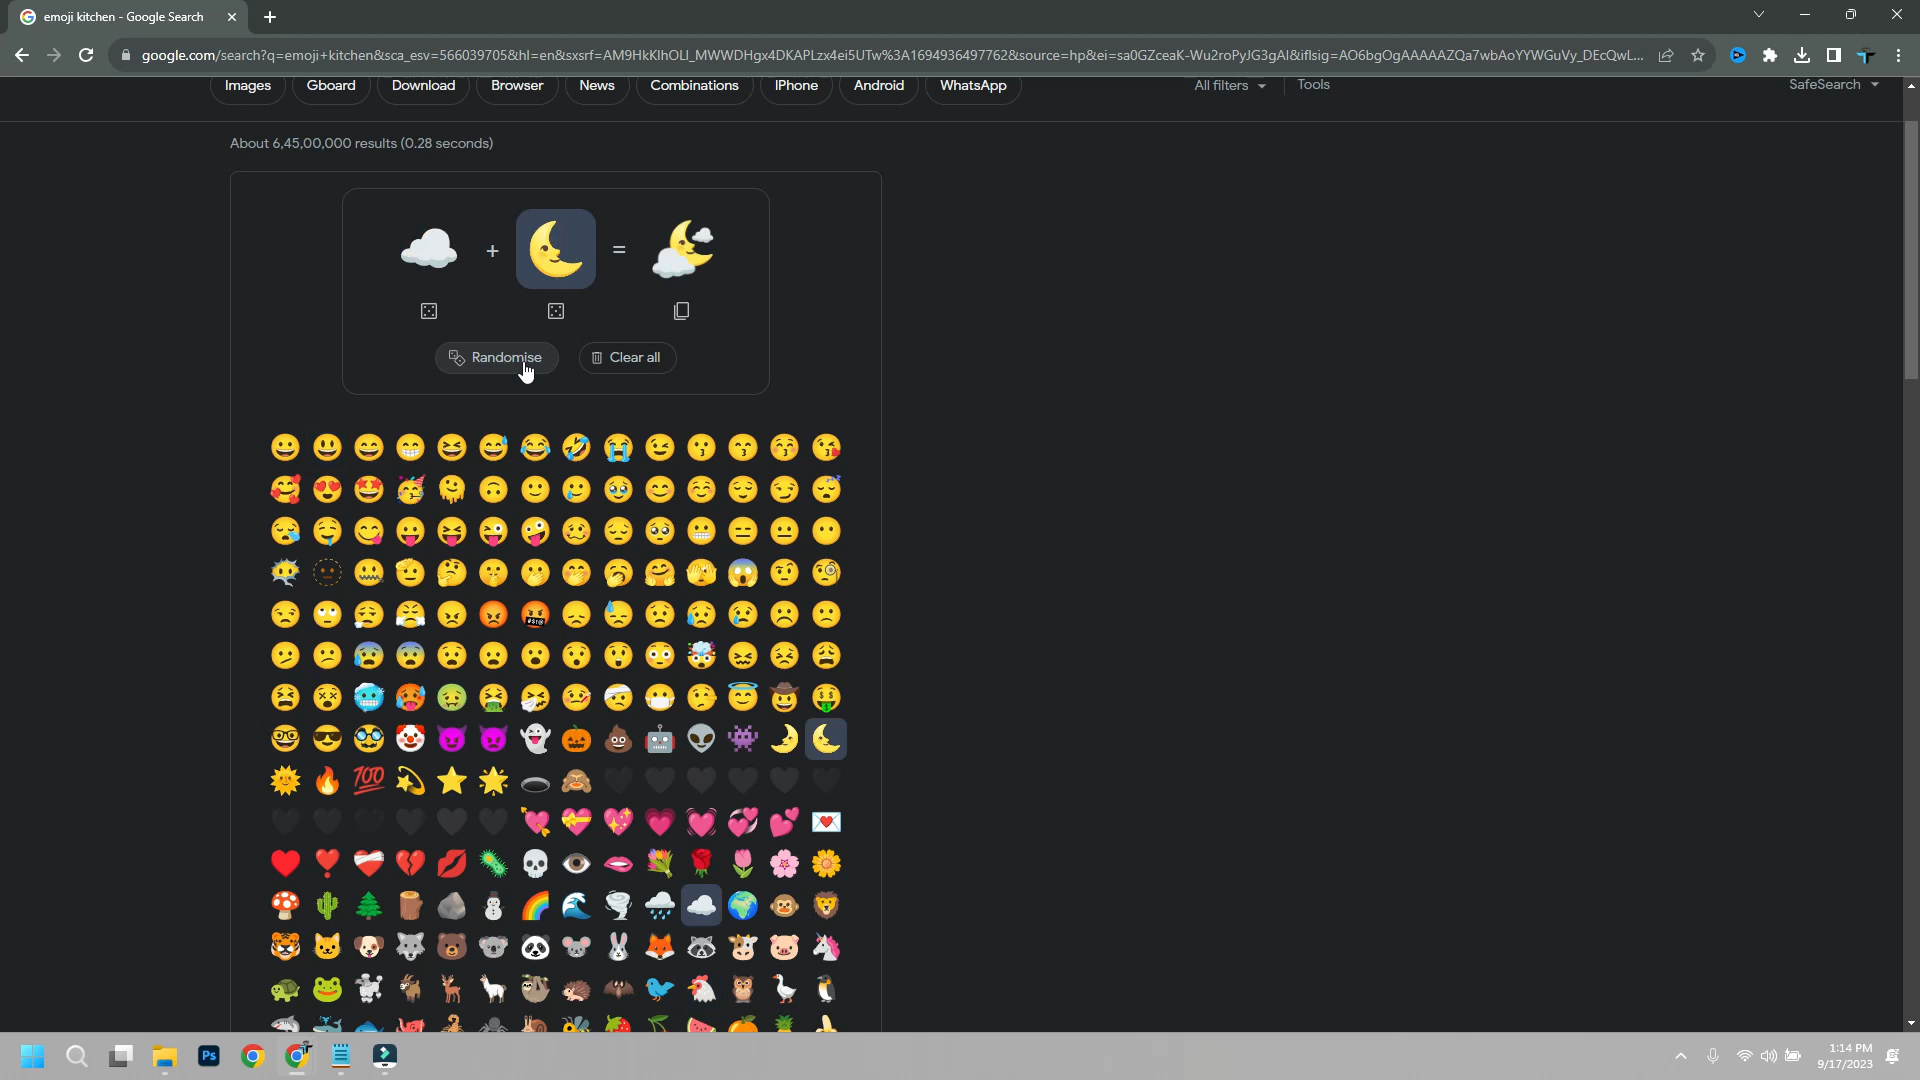 emoji kitchen - Google Search
google.com/search?q=emoji+kitchen&sca_esv=566039705&hl=en&sxsrf=AM9HkKlhOLI_MWWDHgx4DKAPLzx4ei5UTw%3A1694936497762&source=hp&ei=sa0GZceaK-Wu2roPyJG3gAI&iflsig=AO6bgOgAAAAAZQa7wbAoYYWGuVy_DEcQwL...
Images Gboard Download Browser News Combinations IPhone Android WhatsApp All filters Tools SafeSearch
About 6,45,00,000 results (0.28 seconds)
+ =
Randomise Clear all
100
Ps
1:14 PM
9/17/2023